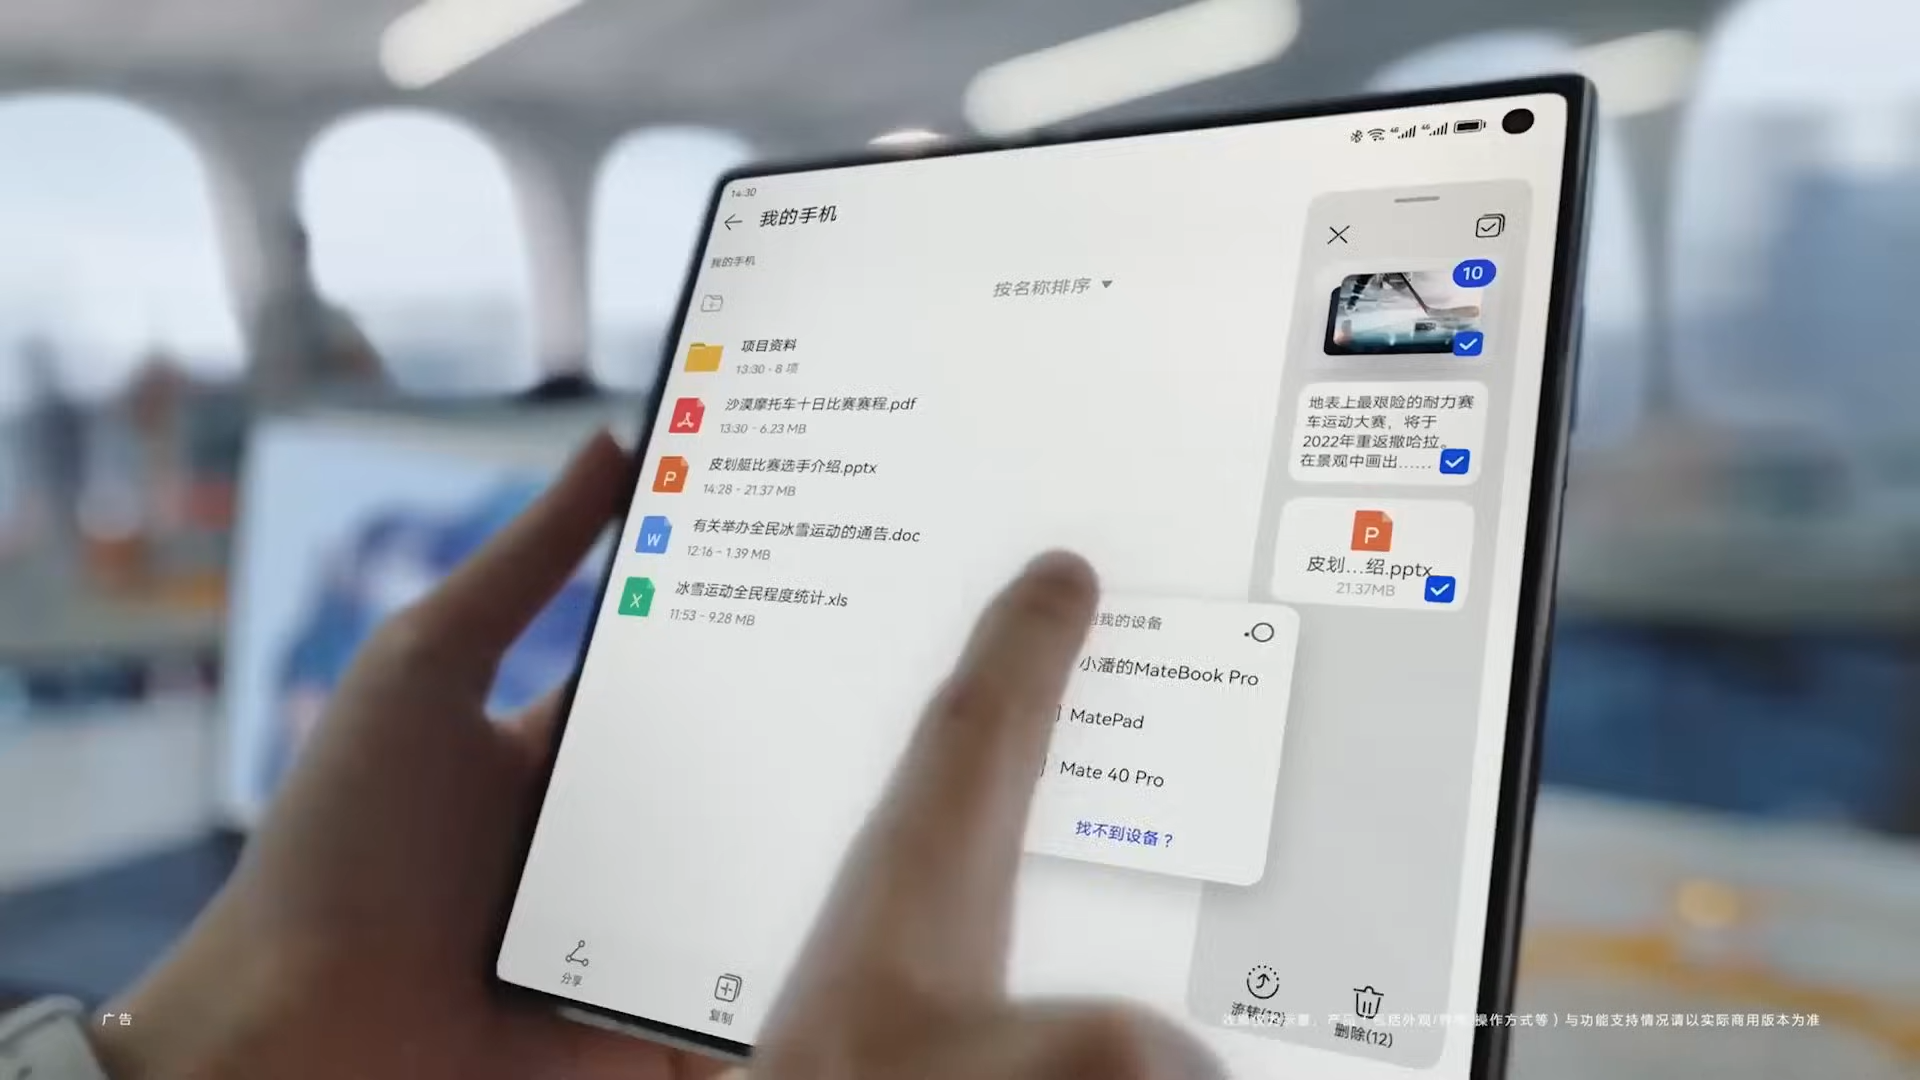 14:30
4G 4G
我的手机
我的手机
按名称排序
项目资料
13:30 - 8 项
沙漠摩托车十日比赛赛程.pdf
13:30 - 6.23 MB
皮划艇比赛选手介绍.pptx
14:28 - 21.37 MB
有关举办全民冰雪运动的通告.doc
12:16 - 1.39 MB
冰雪运动全民程度统计.xls
11:53 - 9.28 MB
分享
复制
10
地表上最艰险的耐力赛
车运动大赛，将于
2022年重返撒哈拉。
在景观中画出……
P
皮划...绍.pptx
21.37MB
我的设备
小潘的MateBook Pro
MatePad
Mate 40 Pro
找不到设备？
流转
删除(12)
广告
操作方式等）与功能支持情况请以实际商用版本为准